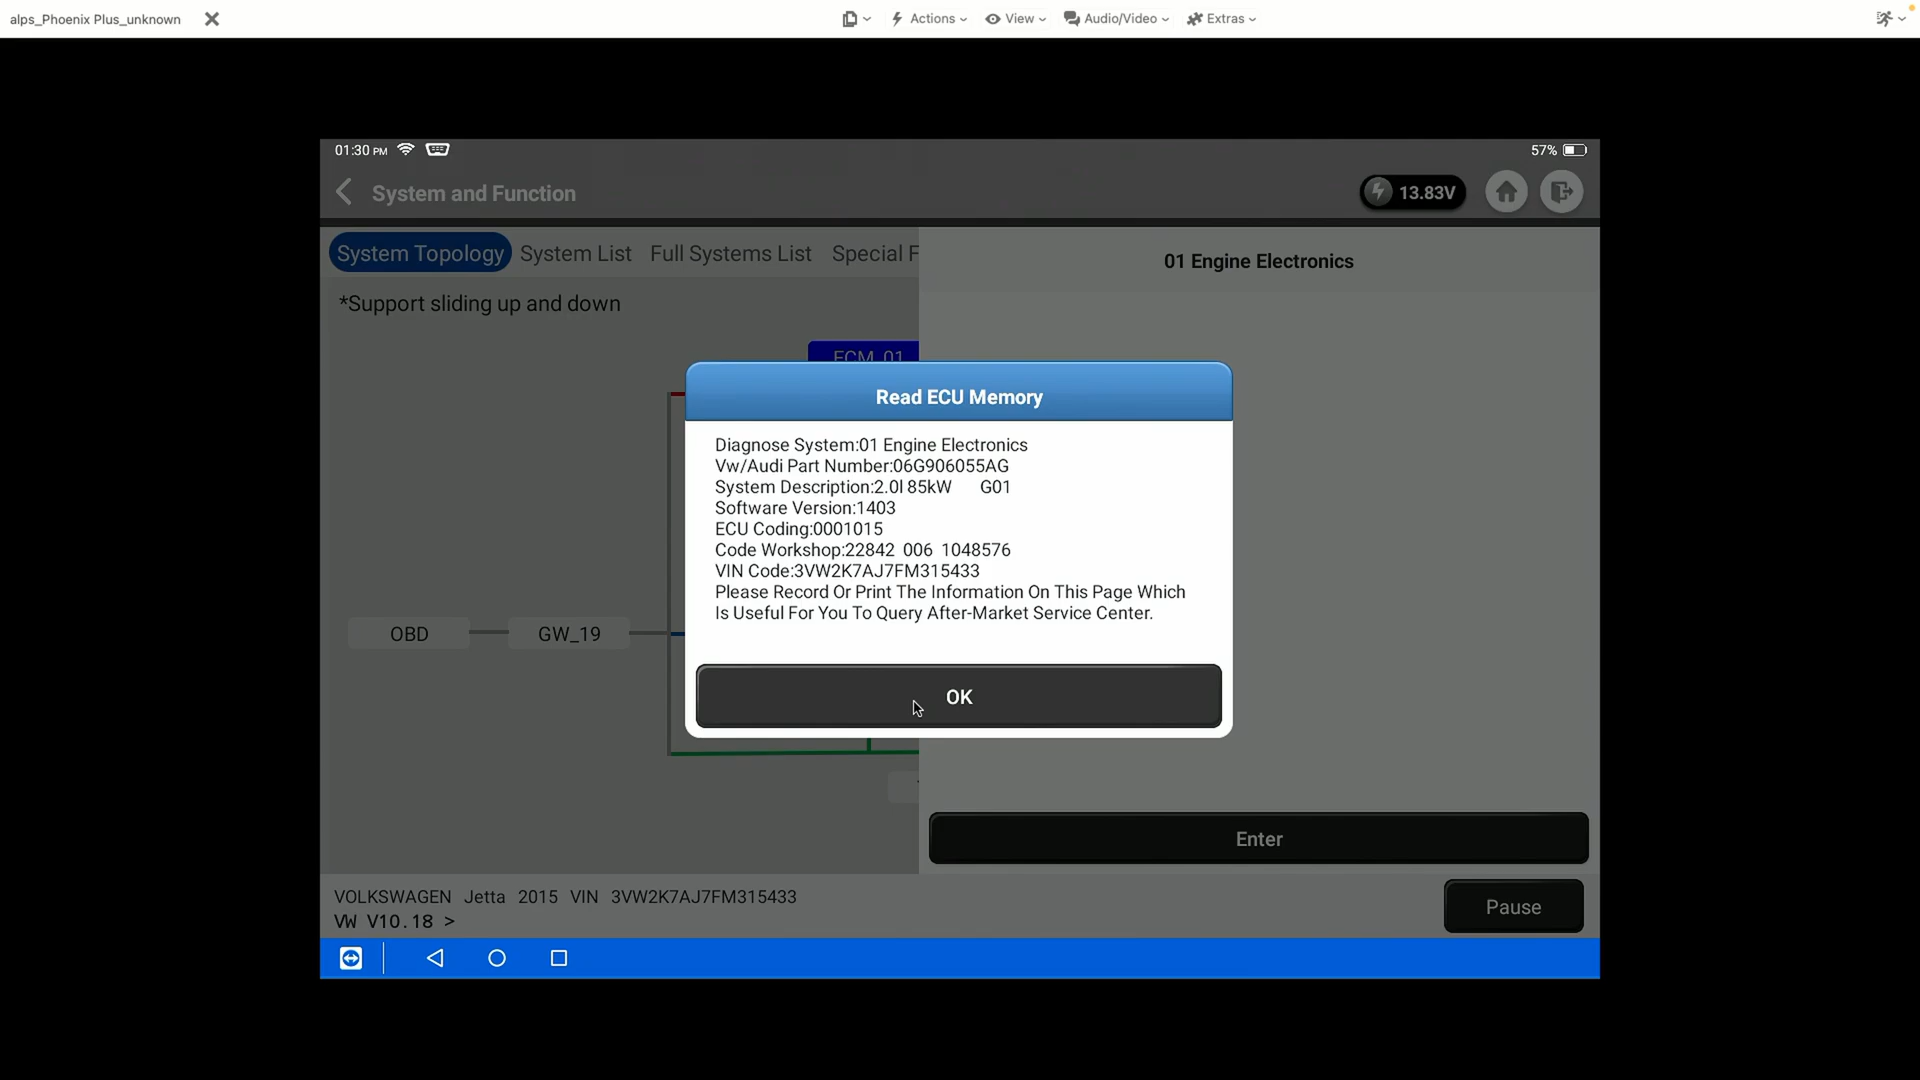 alps_Phoenix Plus_unknown
Actions
View
Audio/Video
Extras
01:30 PM
57%
System and Function
13.83V
System Topology
System List
Full Systems List
Special F
01 Engine Electronics
*Support sliding up and down
ECM_01
Read ECU Memory
Diagnose System:01 Engine Electronics
Vw/Audi Part Number:06G906055AG
System Description:2.0l 85kW G01
Software Version:1403
ECU Coding:0001015
Code Workshop:22842 006 1048576
VIN Code:3VW2K7AJ7FM315433
Please Record Or Print The Information On This Page Which
Is Useful For You To Query After-Market Service Center.
OBD
GW_19
OK
Enter
VOLKSWAGEN Jetta 2015 VIN 3VW2K7AJ7FM315433
VW V10.18 >
Pause